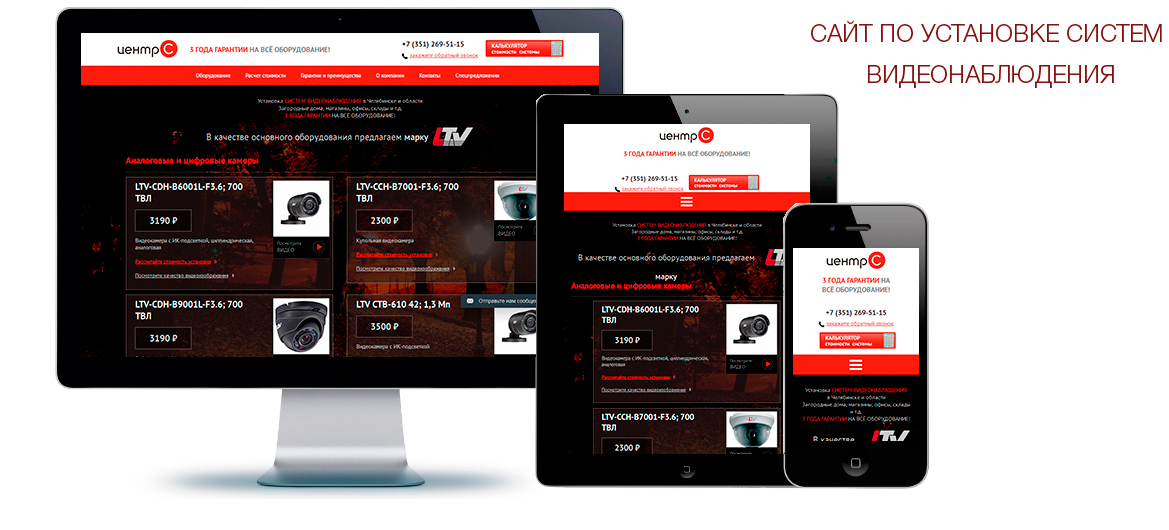 САЙТ ПО УСТАНОВКЕ СИСТЕМ
ВИДЕОНАБЛЮДЕНИЯ
центр С
3 ГОДА ГАРАНТИИ НА ВСЁ ОБОРУДОВАНИЕ!
+7 (351) 269-51-15
закажите обратный звонок
КАЛЬКУЛЯТОР
стоимости системы
Оборудование Расчет стоимости Гарантии и преимущества О компании Контакты Спецпредложения
Установка СИСТЕМ ВИДЕОНАБЛЮДЕНИЯ в Челябинске и области
Загородные дома, магазины, офисы, склады и т.д.
3 ГОДА ГАРАНТИИ НА ВСЁ ОБОРУДОВАНИЕ!
В качестве основного оборудования предлагаем марку LTV
Аналоговые и цифровые камеры
LTV-CDH-B6001L-F3.6; 700
ТВЛ
3190 ₽
Посмотрите
ВИДЕО
Видеокамера с ИК-подсветкой, цилиндрическая,
аналоговая
Рассчитайте стоимость установки
Посмотрите качество видеоизображения
LTV-CCH-B7001-F3.6; 700
ТВЛ
2300 ₽
Посмотрите
ВИДЕО
Купольная видеокамера
Рассчитайте стоимость установки
Посмотрите качество видеоизображения
LTV-CDH-B9001L-F3.6; 700
ТВЛ
3190 ₽
LTV CTB-610 42; 1,3 Мп
3500 ₽
Видеокамера с ИК-подсветкой
Отправьте нам сообщен
центр С
3 ГОДА ГАРАНТИИ НА ВСЁ ОБОРУДОВАНИЕ!
+7 (351) 269-51-15
закажите обратный звонок
КАЛЬКУЛЯТОР
стоимости системы
Установка СИСТЕМ ВИДЕОНАБЛЮДЕНИЯ в Челябинске и области
Загородные дома, магазины, офисы, склады и т.д.
3 ГОДА ГАРАНТИИ НА ВСЁ ОБОРУДОВАНИЕ!
В качестве основного оборудования предлагаем LTV
марку
Аналоговые и цифровые камеры
LTV-CDH-B6001L-F3.6; 700
ТВЛ
3190 ₽
Посмотрите
ВИДЕО
Видеокамера с ИК-подсветкой, цилиндрическая,
аналоговая
Рассчитайте стоимость установки
Посмотрите качество видеоизображения
LTV-CCH-B7001-F3.6; 700
ТВЛ
2300 ₽
Посмотрите
центр С
3 ГОДА ГАРАНТИИ НА
ВСЁ ОБОРУДОВАНИЕ!
+7 (351) 269-51-15
закажите обратный звонок
КАЛЬКУЛЯТОР
стоимости системы
Установка СИСТЕМ ВИДЕОНАБЛЮДЕНИЯ
в Челябинске и области
Загородные дома, магазины, офисы, склады
и т.д.
3 ГОДА ГАРАНТИИ НА ВСЁ ОБОРУДОВАНИЕ!
В качестве LTV